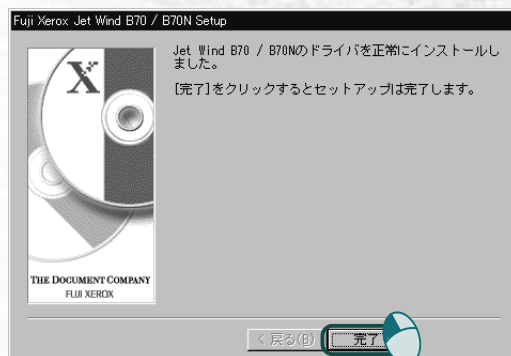 Fuji Xerox Jet Wind B70 / B70N Setup
Jet Wind B70 / B70Nのドライバを正常にインストールし
ました。
[完了]をクリックするとセットアップは完了します。
X
THE DOCUMENT COMPANY
FUJI XEROX
< 戻る(B)
完了